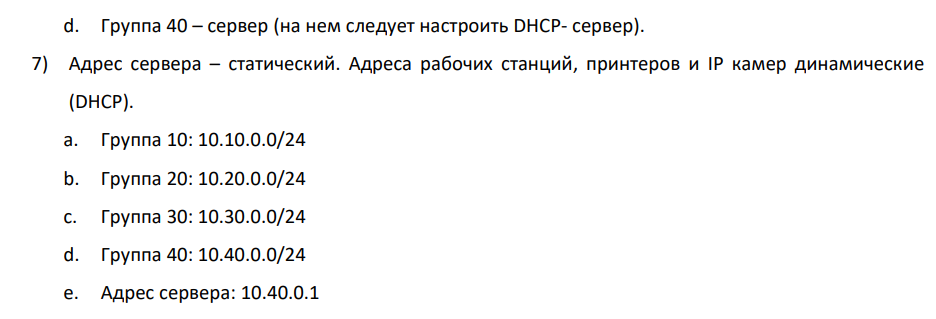 d. Группа 40 – сервер (на нем следует настроить DHCP- сервер).
7) Адрес сервера – статический. Адреса рабочих станций, принтеров и IP камер динамические
(DHCP).
a. Группа 10: 10.10.0.0/24
b. Группа 20: 10.20.0.0/24
c. Группа 30: 10.30.0.0/24
d. Группа 40: 10.40.0.0/24
e. Адрес сервера: 10.40.0.1